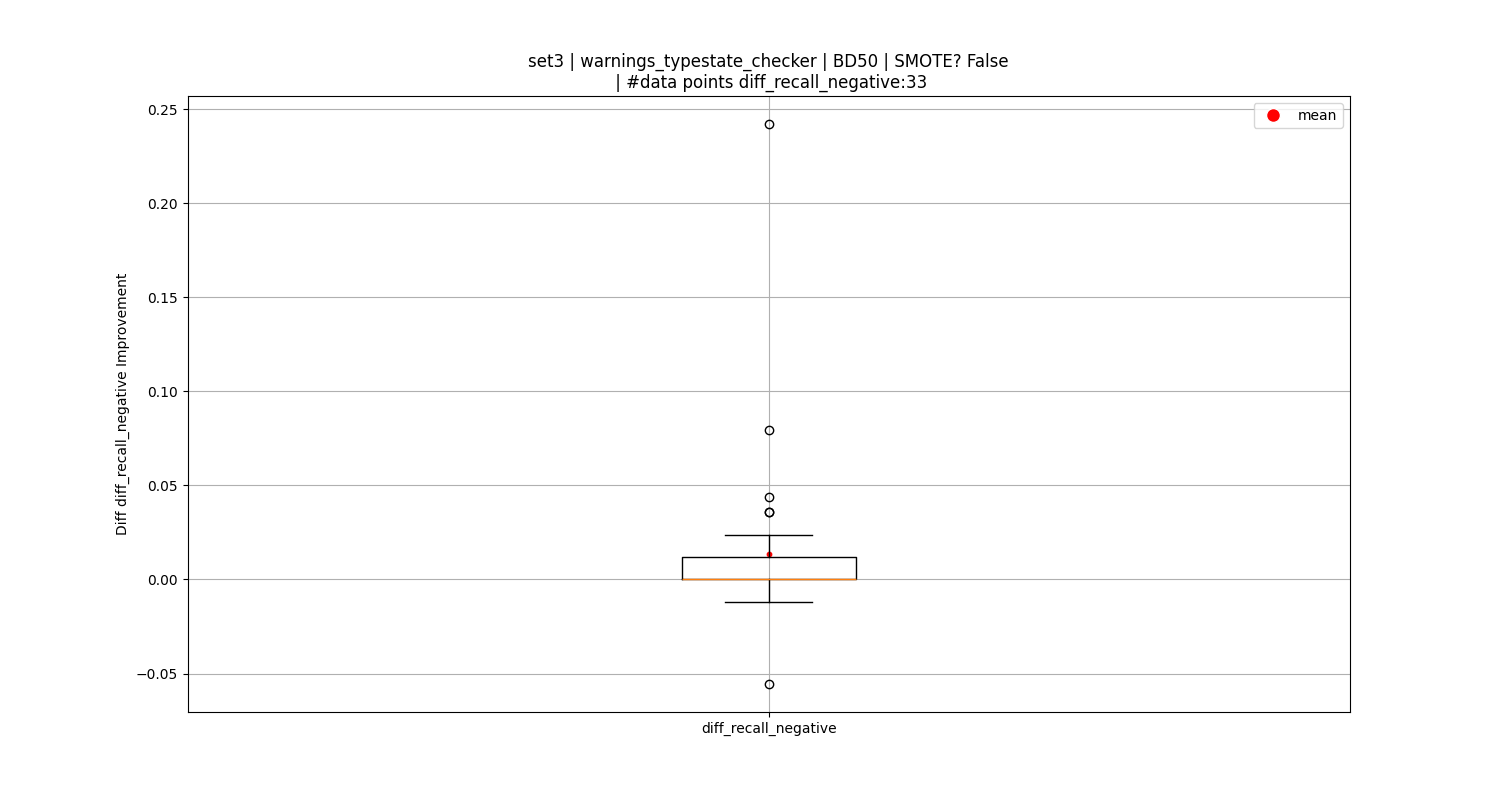 set3 | warnings_typestate_checker | BD50 | SMOTE? False
| #data points diff_recall_negative:33
mean
0.25
0.20
0.15
0.10
0.05
0.00
−0.05
Diff diff_recall_negative Improvement
diff_recall_negative